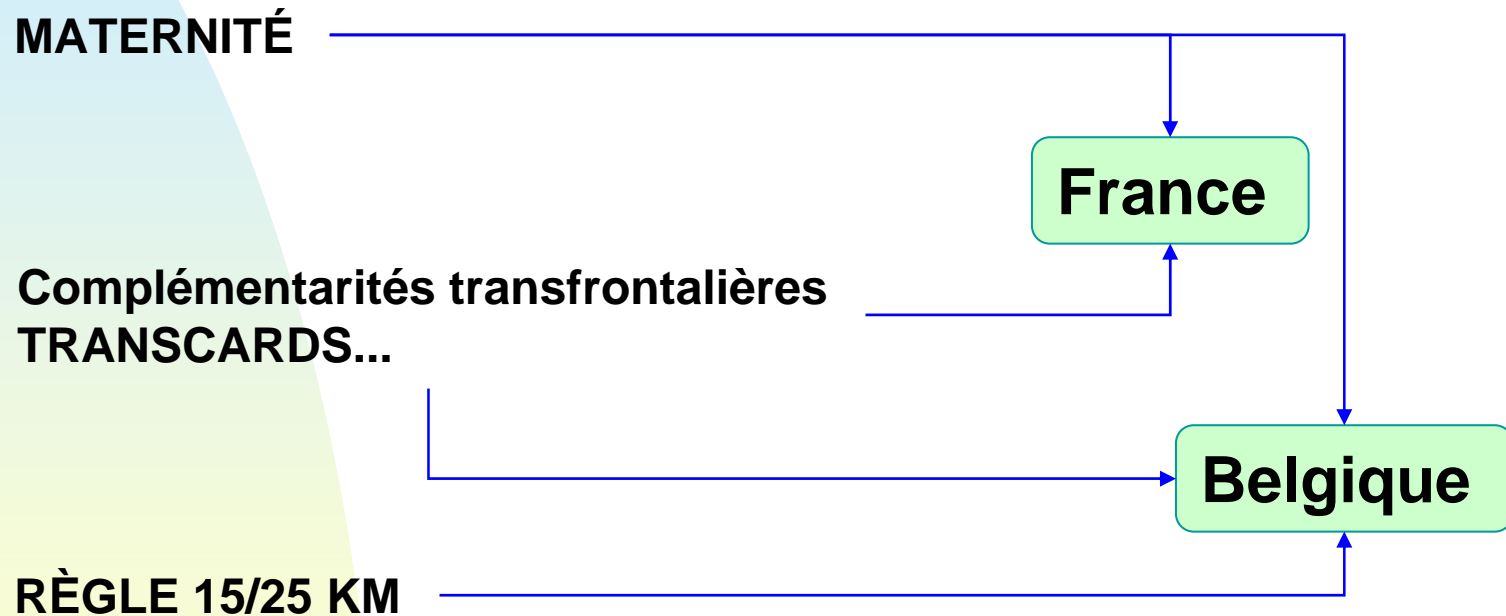 MATERNITÉ
France
Complémentarités transfrontalières
TRANSCARDS...
Belgique
RÈGLE 15/25 KM